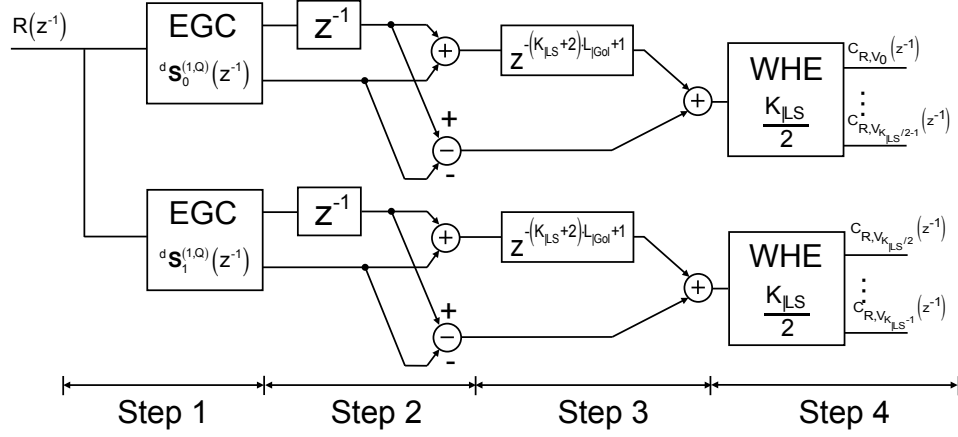 R(z⁻¹)
EGC
ᵈS₀⁽¹,Q⁾(z⁻¹)
z⁻¹
+
+
−
-
z^-(K|LS+2)·L|Gol+1
+
WHE
K|LS
2
C_R,V₀(z⁻¹)
⋮
C_R,V_K|LS/2-1(z⁻¹)
EGC
ᵈS₁⁽¹,Q⁾(z⁻¹)
z⁻¹
+
+
−
-
z^-(K|LS+2)·L|Gol+1
+
WHE
K|LS
2
C_R,V_K|LS/2(z⁻¹)
⋮
C_R,V_K|LS-1(z⁻¹)
Step 1
Step 2
Step 3
Step 4